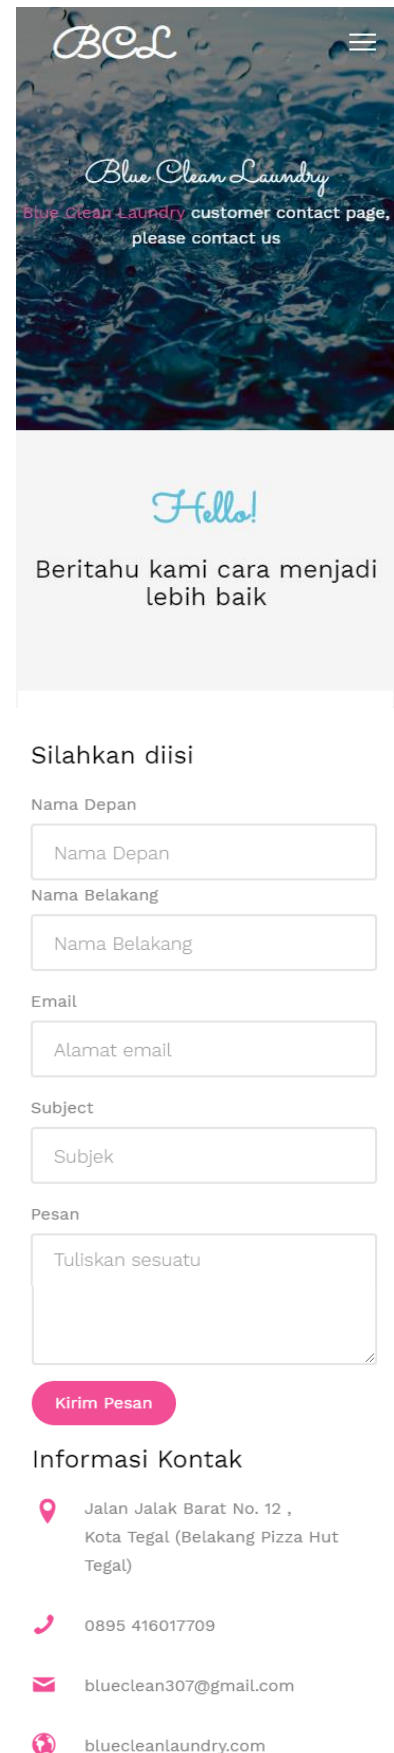 BCL
Blue Clean Laundry
Blue Clean Laundry customer contact page,
please contact us
Hello!
Beritahu kami cara menjadi
lebih baik
Silahkan diisi
Nama Depan
Nama Depan
Nama Belakang
Nama Belakang
Email
Alamat email
Subject
Subjek
Pesan
Tuliskan sesuatu
Kirim Pesan
Informasi Kontak
Jalan Jalak Barat No. 12 ,
Kota Tegal (Belakang Pizza Hut
Tegal)
0895 416017709
blueclean307@gmail.com
bluecleanlaundry.com